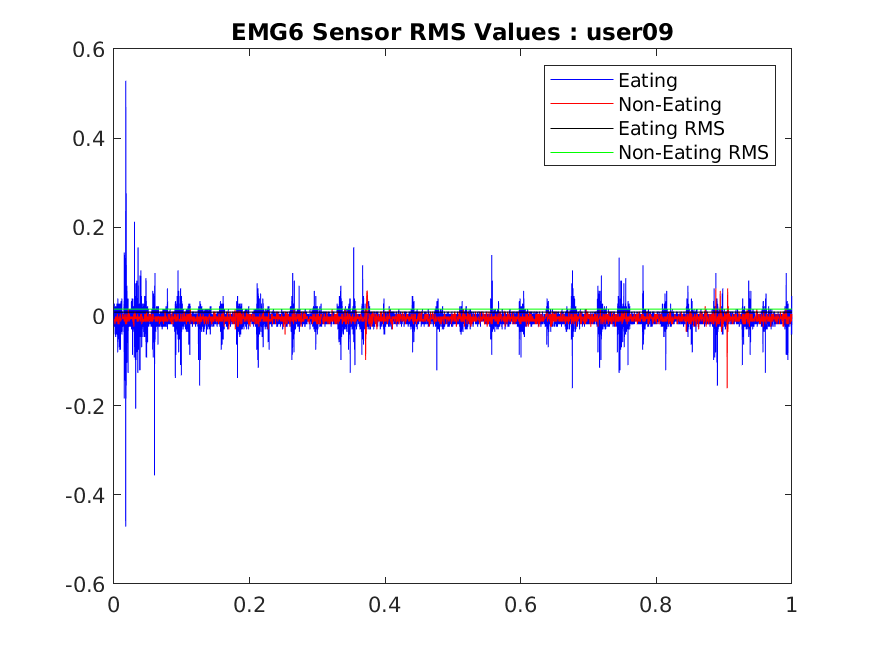 EMG6 Sensor RMS Values : user09
0.6
0.4
0.2
0
-0.2
-0.4
-0.6
Eating
Non-Eating
Eating RMS
Non-Eating RMS
0 0.2 0.4 0.6 0.8 1